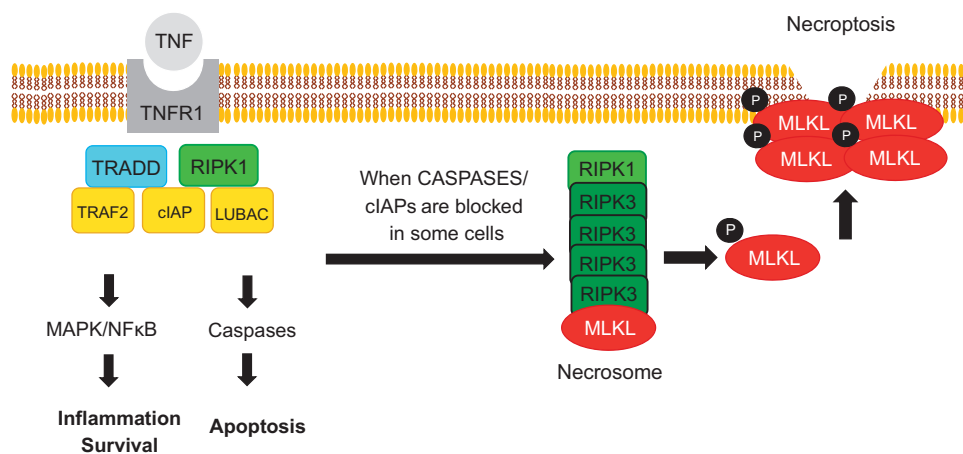 TNF
TNFR1
TRADD
RIPK1
TRAF2
cIAP
LUBAC
MAPK/NFκB
Caspases
Inflammation
Survival
Apoptosis
When CASPASES/
cIAPs are blocked
in some cells
RIPK1
RIPK3
RIPK3
RIPK3
RIPK3
MLKL
Necrosome
P
MLKL
Necroptosis
P
P
MLKL
MLKL
P
P
MLKL
MLKL